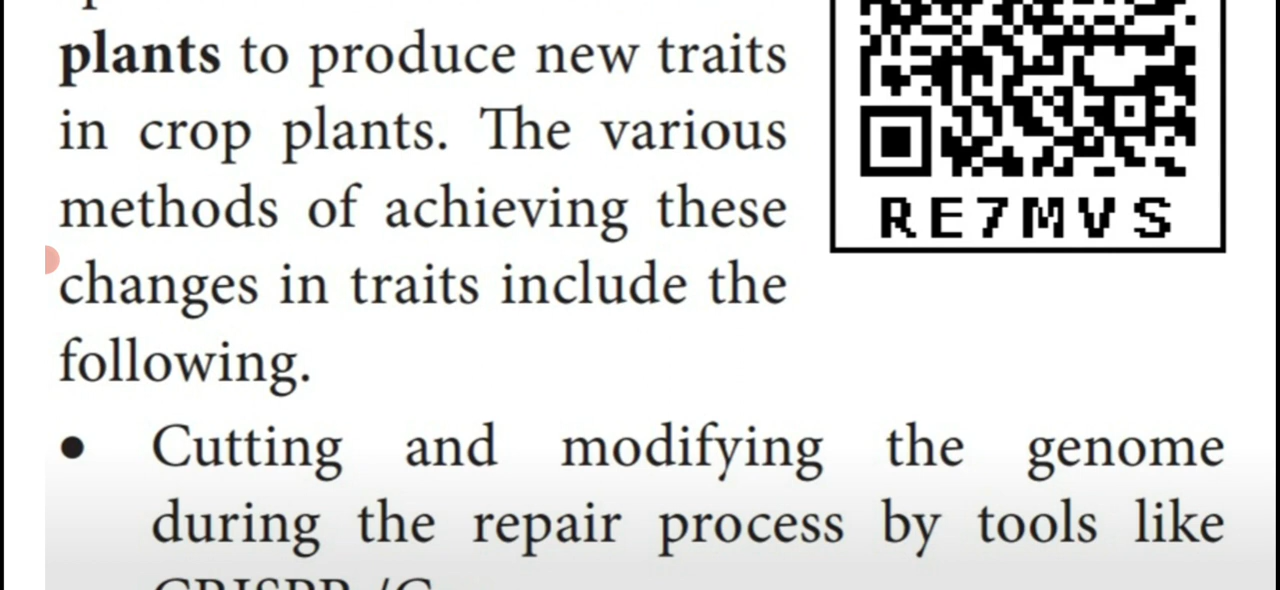 plants to produce new traits
in crop plants. The various
methods of achieving these
changes in traits include the
following.
RE7MVS
• Cutting and modifying the genome
during the repair process by tools like